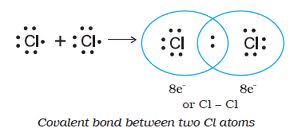 :Cl· + :Cl· → :Cl : Cl:
8e⁻ 8e⁻
or Cl – Cl
Covalent bond between two Cl atoms